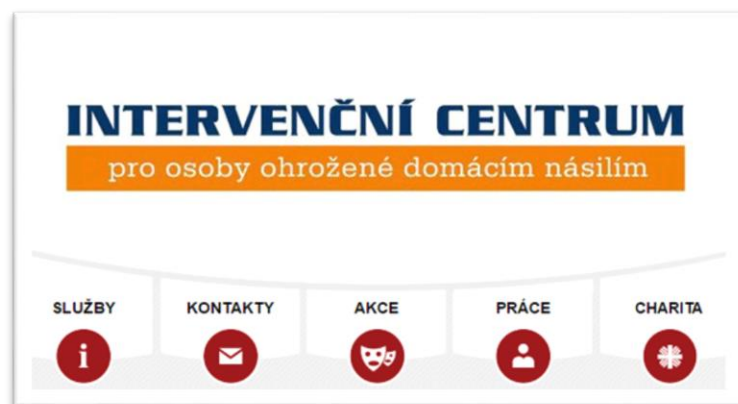 INTERVENČNÍ CENTRUM
pro osoby ohrožené domácím násilím
SLUŽBY KONTAKTY AKCE PRÁCE CHARITA
i